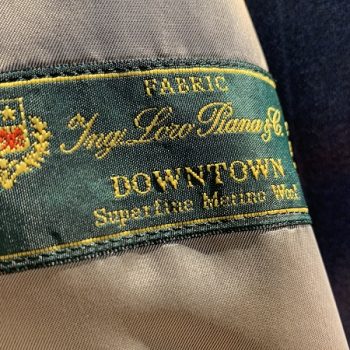 FABRIC
Ing. Loro Piana & C.
DOWNTOWN
Superfine Merino Wool